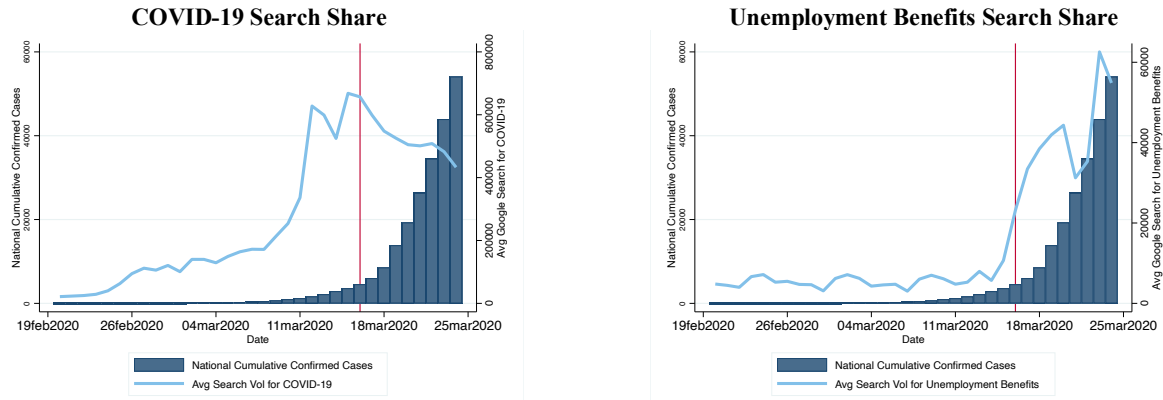 COVID-19 Search Share
National Cumulative Confirmed Cases
60000
40000
20000
0
800000
600000
400000
200000
0
Avg Google Search for COVID-19
19feb2020 26feb2020 04mar2020 11mar2020 18mar2020 25mar2020
Date
National Cumulative Confirmed Cases
Avg Search Vol for COVID-19
Unemployment Benefits Search Share
National Cumulative Confirmed Cases
60000
40000
20000
0
60000
40000
20000
0
Avg Google Search for Unemployment Benefits
19feb2020 26feb2020 04mar2020 11mar2020 18mar2020 25mar2020
Date
National Cumulative Confirmed Cases
Avg Search Vol for Unemployment Benefits